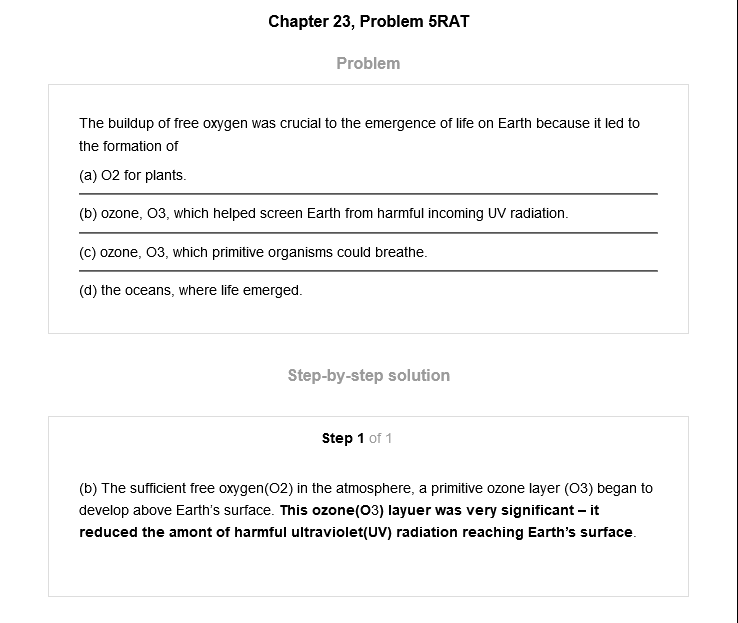 Chapter 23, Problem 5RAT
Problem
The buildup of free oxygen was crucial to the emergence of life on Earth because it led to
the formation of
(a) O2 for plants.
(b) ozone, O3, which helped screen Earth from harmful incoming UV radiation.
(c) ozone, O3, which primitive organisms could breathe.
(d) the oceans, where life emerged.
Step-by-step solution
Step 1 of 1
(b) The sufficient free oxygen(O2) in the atmosphere, a primitive ozone layer (O3) began to
develop above Earth's surface. This ozone(O3) layuer was very significant – it
reduced the amont of harmful ultraviolet(UV) radiation reaching Earth's surface.